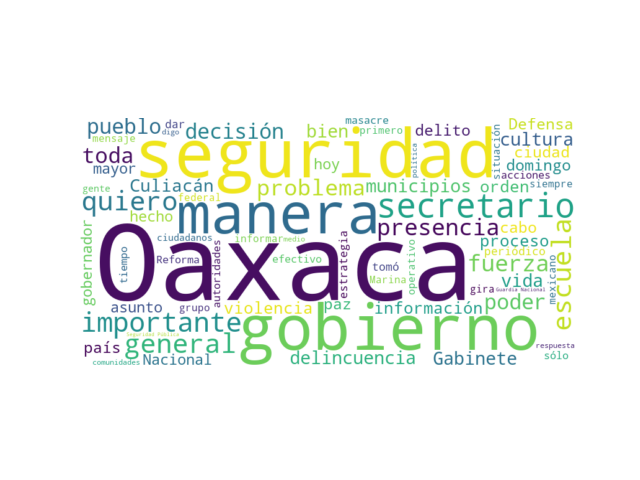 masacre
pueblo dar decisión bien primero delito Defensa
digo
mensaje
seguridad
política
situación
cultura
toda
ciudad
mayor
hoy
domingo
acciones
gente
Culiacán
problema
municipios
orden
siempre
federal
quiero
manera
secretario
hecho
gobernador
presencia
cabo
Oaxaca
ciudadanos
informar
medio
proceso
escuela
tiempo
Reforma
autoridades
efectivo
estrategia
tomó
operativo
fuerza
periódico
mexicano
Marina
gira
vida
Guardia Nacional
asunto
grupo
violencia
paz
información
poder
importante
gobierno
general
Seguridad Pública
país
Nacional
delincuencia
Gabinete
respuesta
sólo
comunidades